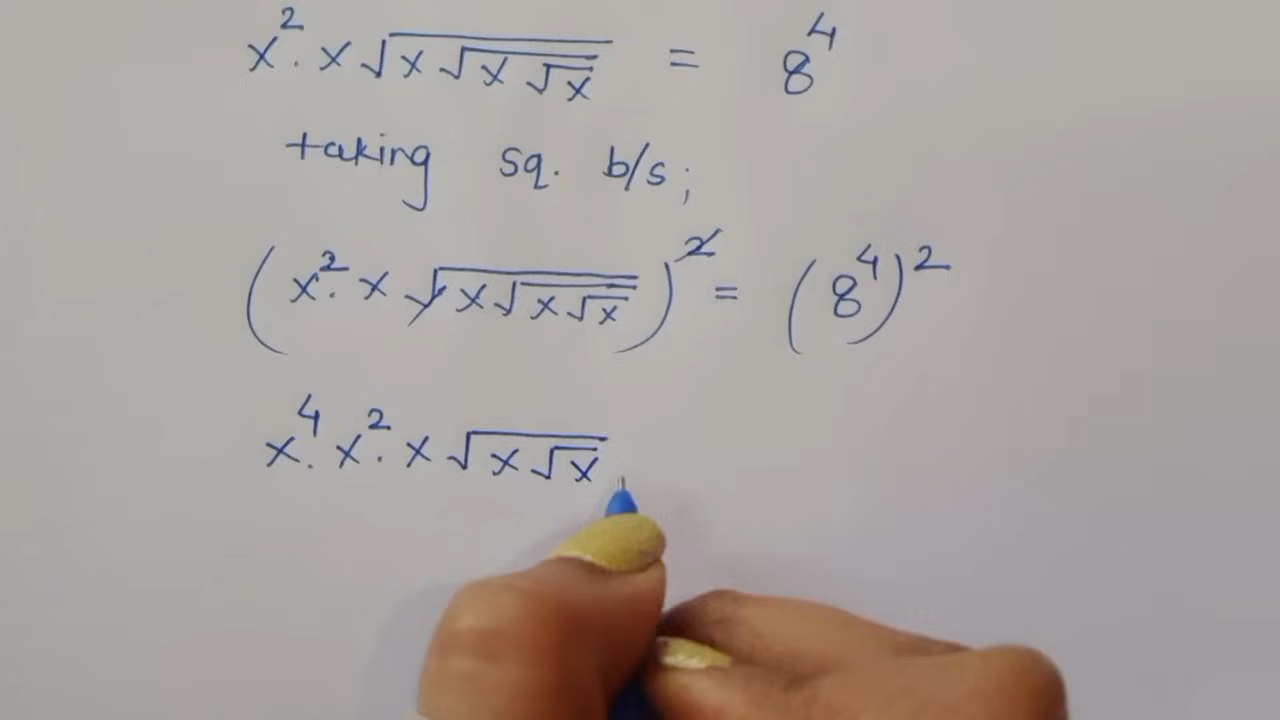 x². x√(x√(x√x)) = 8⁴
taking sq. b/s;
(x². x√(x√(x√x)))² = (8⁴)²
x⁴. x². x√(x√x)